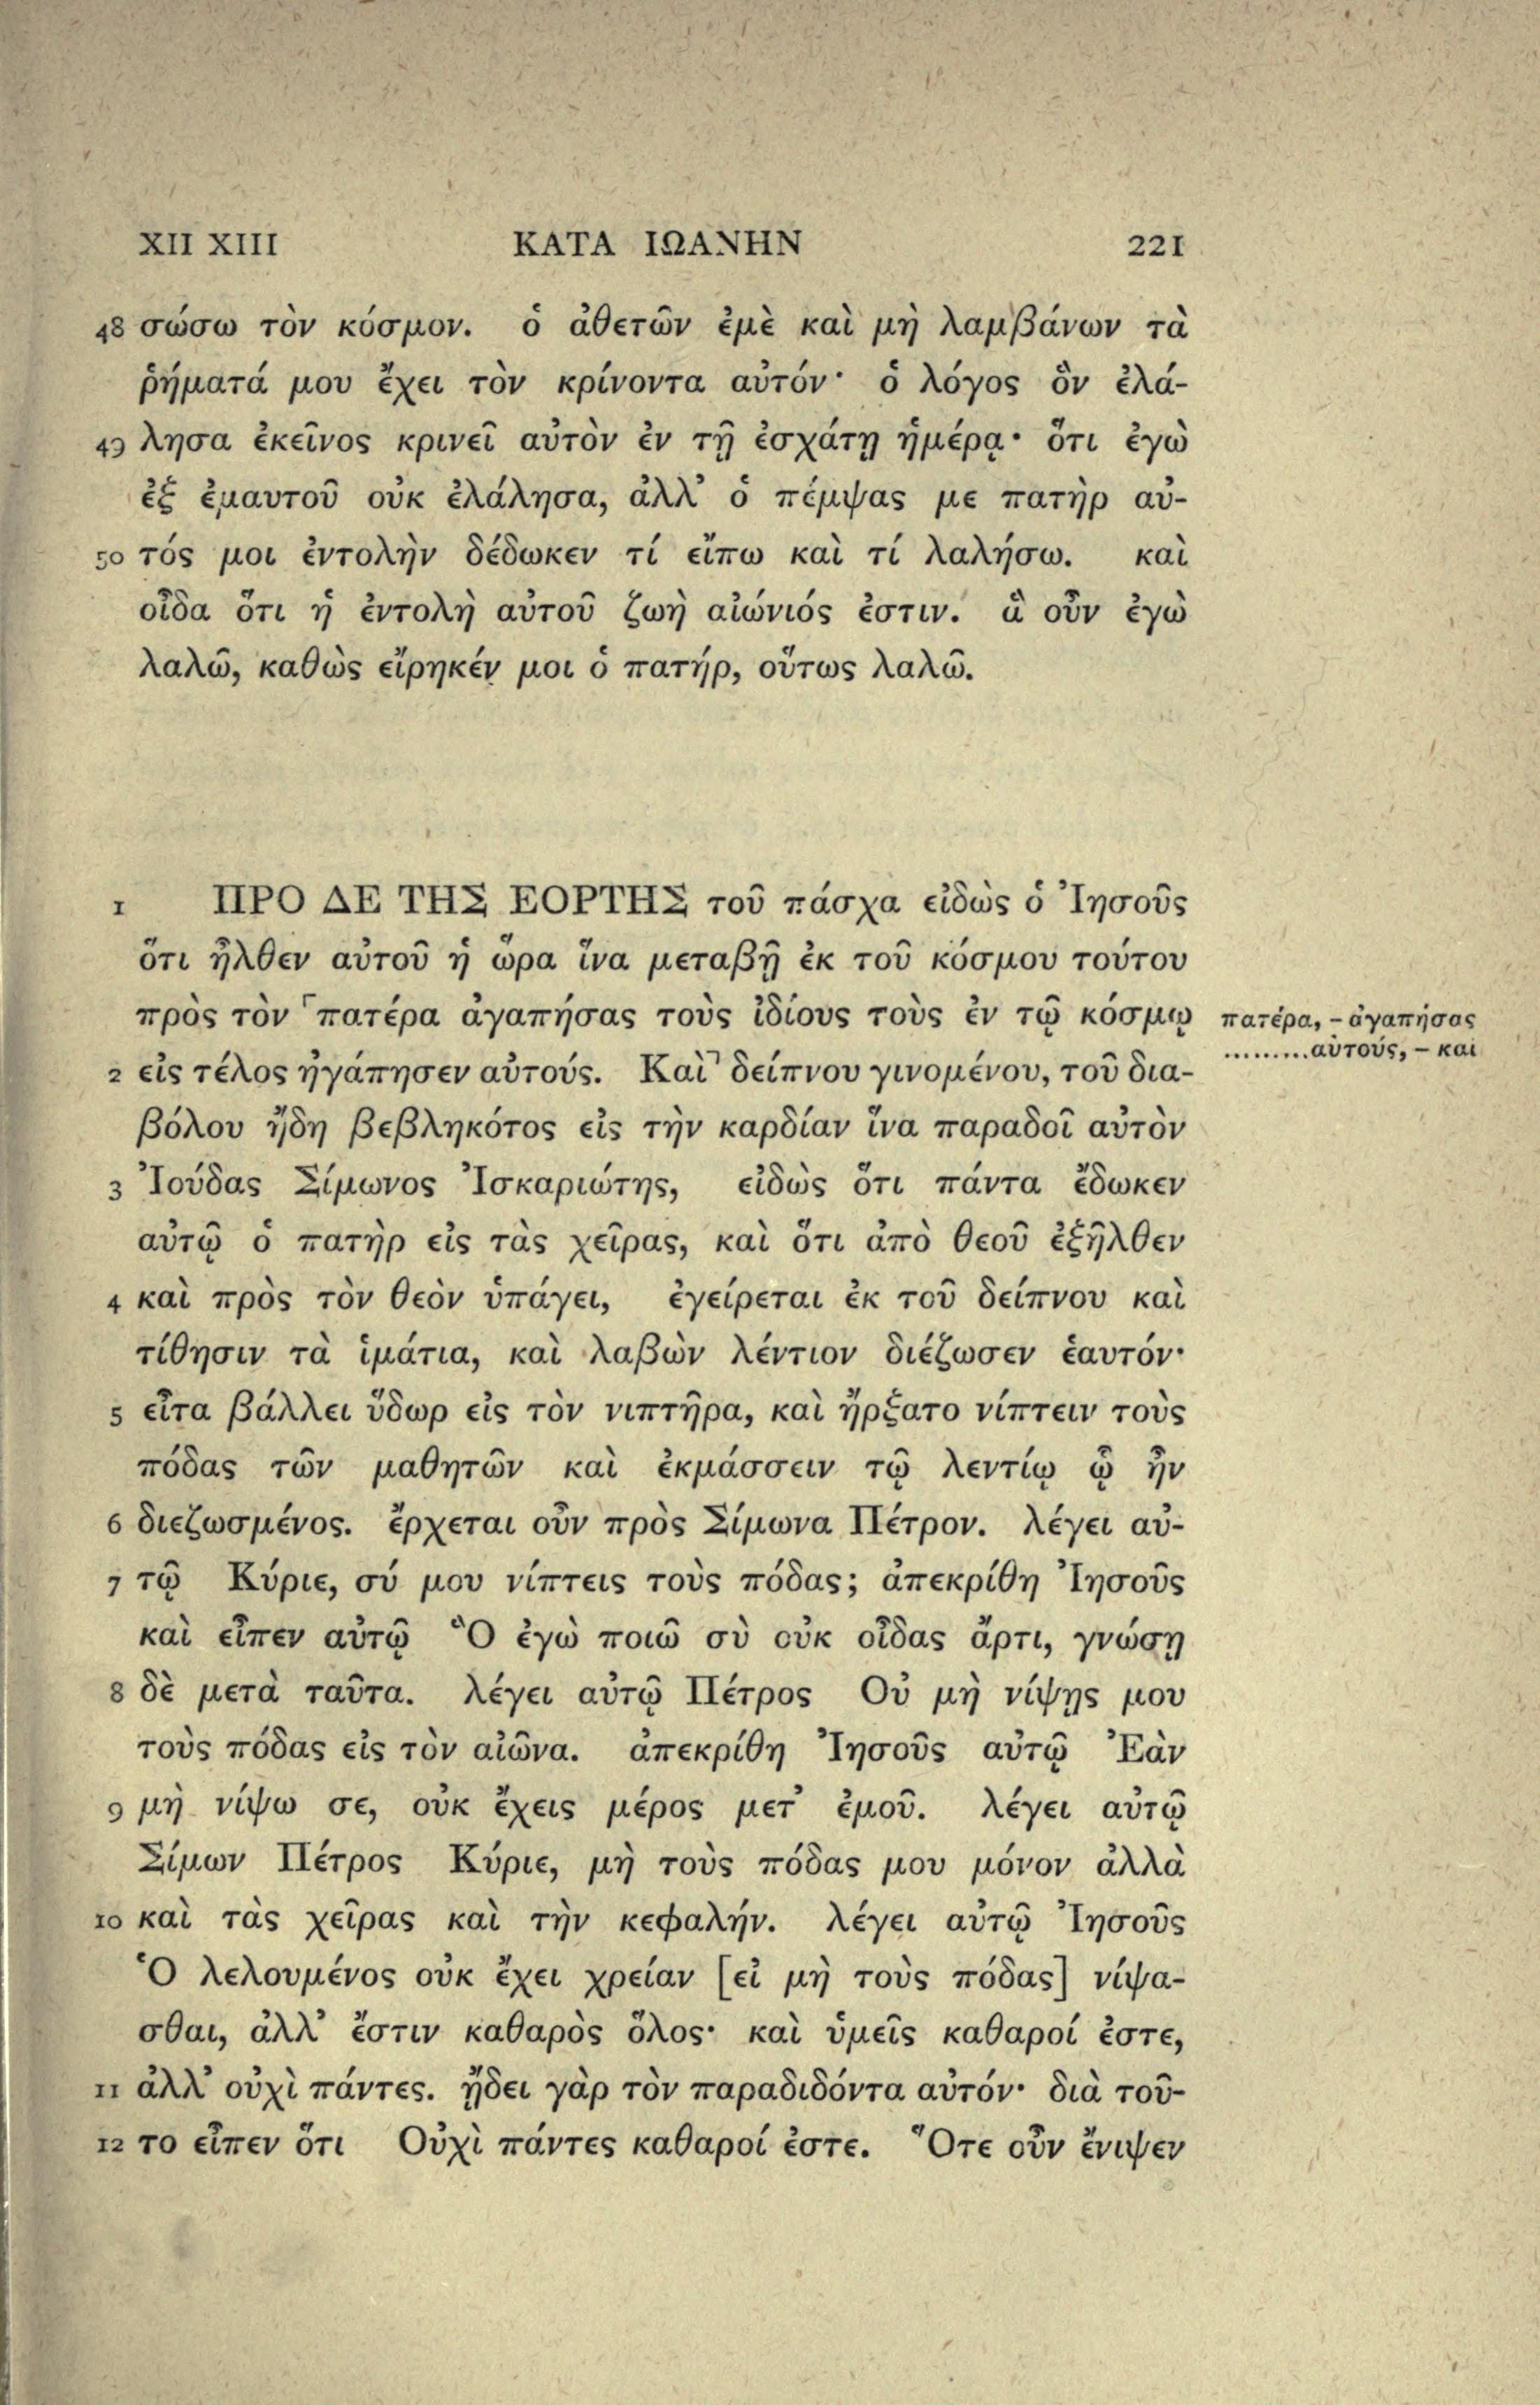 XII XIII ΚΑΤΑ ΙΩΑΝΗΝ 221
48 σώσω τὸν κόσμον. ὁ ἀθετῶν ἐμὲ καὶ μὴ λαμβάνων τὰ
ῥήματά μου ἔχει τὸν κρίνοντα αὐτόν· ὁ λόγος ὃν ἐλά-
49 λησα ἐκεῖνος κρινεῖ αὐτὸν ἐν τῇ ἐσχάτῃ ἡμέρᾳ· ὅτι ἐγὼ
ἐξ ἐμαυτοῦ οὐκ ἐλάλησα, ἀλλ᾽ ὁ πέμψας με πατὴρ αὐ-
50 τός μοι ἐντολὴν δέδωκεν τί εἴπω καὶ τί λαλήσω. καὶ
οἶδα ὅτι ἡ ἐντολὴ αὐτοῦ ζωὴ αἰώνιός ἐστιν. ἃ οὖν ἐγὼ
λαλῶ, καθὼς εἴρηκέν μοι ὁ πατήρ, οὕτως λαλῶ.
1 ΠΡΟ ΔΕ ΤΗΣ ΕΟΡΤΗΣ τοῦ πάσχα εἰδὼς ὁ Ἰησοῦς
ὅτι ἦλθεν αὐτοῦ ἡ ὥρα ἵνα μεταβῇ ἐκ τοῦ κόσμου τούτου
πρὸς τὸν ⸢πατέρα ἀγαπήσας τοὺς ἰδίους τοὺς ἐν τῷ κόσμῳ
2 εἰς τέλος ἠγάπησεν αὐτούς. Καὶ⸣ δείπνου γινομένου, τοῦ δια-
βόλου ἤδη βεβληκότος εἰς τὴν καρδίαν ἵνα παραδοῖ αὐτὸν
3 Ἰούδας Σίμωνος Ἰσκαριώτης, εἰδὼς ὅτι πάντα ἔδωκεν
αὐτῷ ὁ πατὴρ εἰς τὰς χεῖρας, καὶ ὅτι ἀπὸ θεοῦ ἐξῆλθεν
4 καὶ πρὸς τὸν θεὸν ὑπάγει, ἐγείρεται ἐκ τοῦ δείπνου καὶ
τίθησιν τὰ ἱμάτια, καὶ λαβὼν λέντιον διέζωσεν ἑαυτόν·
5 εἶτα βάλλει ὕδωρ εἰς τὸν νιπτῆρα, καὶ ἤρξατο νίπτειν τοὺς
πόδας τῶν μαθητῶν καὶ ἐκμάσσειν τῷ λεντίῳ ᾧ ἦν
6 διεζωσμένος. ἔρχεται οὖν πρὸς Σίμωνα Πέτρον. λέγει αὐ-
7 τῷ Κύριε, σύ μου νίπτεις τοὺς πόδας; ἀπεκρίθη Ἰησοῦς
καὶ εἶπεν αὐτῷ Ὃ ἐγὼ ποιῶ σὺ οὐκ οἶδας ἄρτι, γνώσῃ
8 δὲ μετὰ ταῦτα. λέγει αὐτῷ Πέτρος Οὐ μὴ νίψῃς μου
τοὺς πόδας εἰς τὸν αἰῶνα. ἀπεκρίθη Ἰησοῦς αὐτῷ Ἐὰν
9 μὴ νίψω σε, οὐκ ἔχεις μέρος μετ᾽ ἐμοῦ. λέγει αὐτῷ
Σίμων Πέτρος Κύριε, μὴ τοὺς πόδας μου μόνον ἀλλὰ
10 καὶ τὰς χεῖρας καὶ τὴν κεφαλήν. λέγει αὐτῷ Ἰησοῦς
Ὁ λελουμένος οὐκ ἔχει χρείαν [εἰ μὴ τοὺς πόδας] νίψα-
σθαι, ἀλλ᾽ ἔστιν καθαρὸς ὅλος· καὶ ὑμεῖς καθαροί ἐστε,
11 ἀλλ᾽ οὐχὶ πάντες. ᾔδει γὰρ τὸν παραδιδόντα αὐτόν· διὰ τοῦ-
12 το εἶπεν ὅτι Οὐχὶ πάντες καθαροί ἐστε. Ὅτε οὖν ἔνιψεν
πατέρα, – ἀγαπήσας
.........αὐτούς, – καὶ